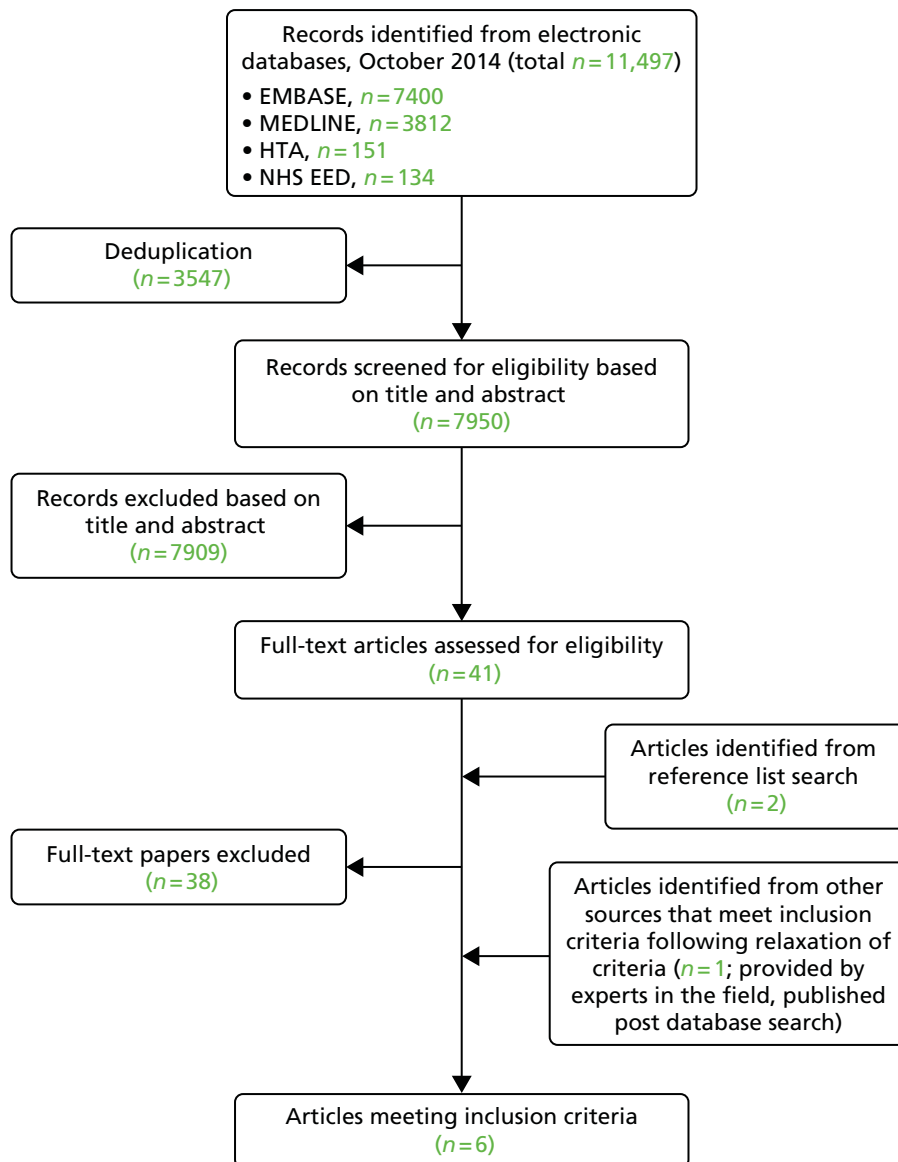 Records identified from electronic
databases, October 2014 (total n=11,497)
• EMBASE, n=7400
• MEDLINE, n=3812
• HTA, n=151
• NHS EED, n=134
Deduplication
(n=3547)
Records screened for eligibility based
on title and abstract
(n=7950)
Records excluded based on
title and abstract
(n=7909)
Full-text articles assessed for eligibility
(n=41)
Articles identified from
reference list search
(n=2)
Full-text papers excluded
(n=38)
Articles identified from other
sources that meet inclusion
criteria following relaxation of
criteria (n=1; provided by
experts in the field, published
post database search)
Articles meeting inclusion criteria
(n=6)